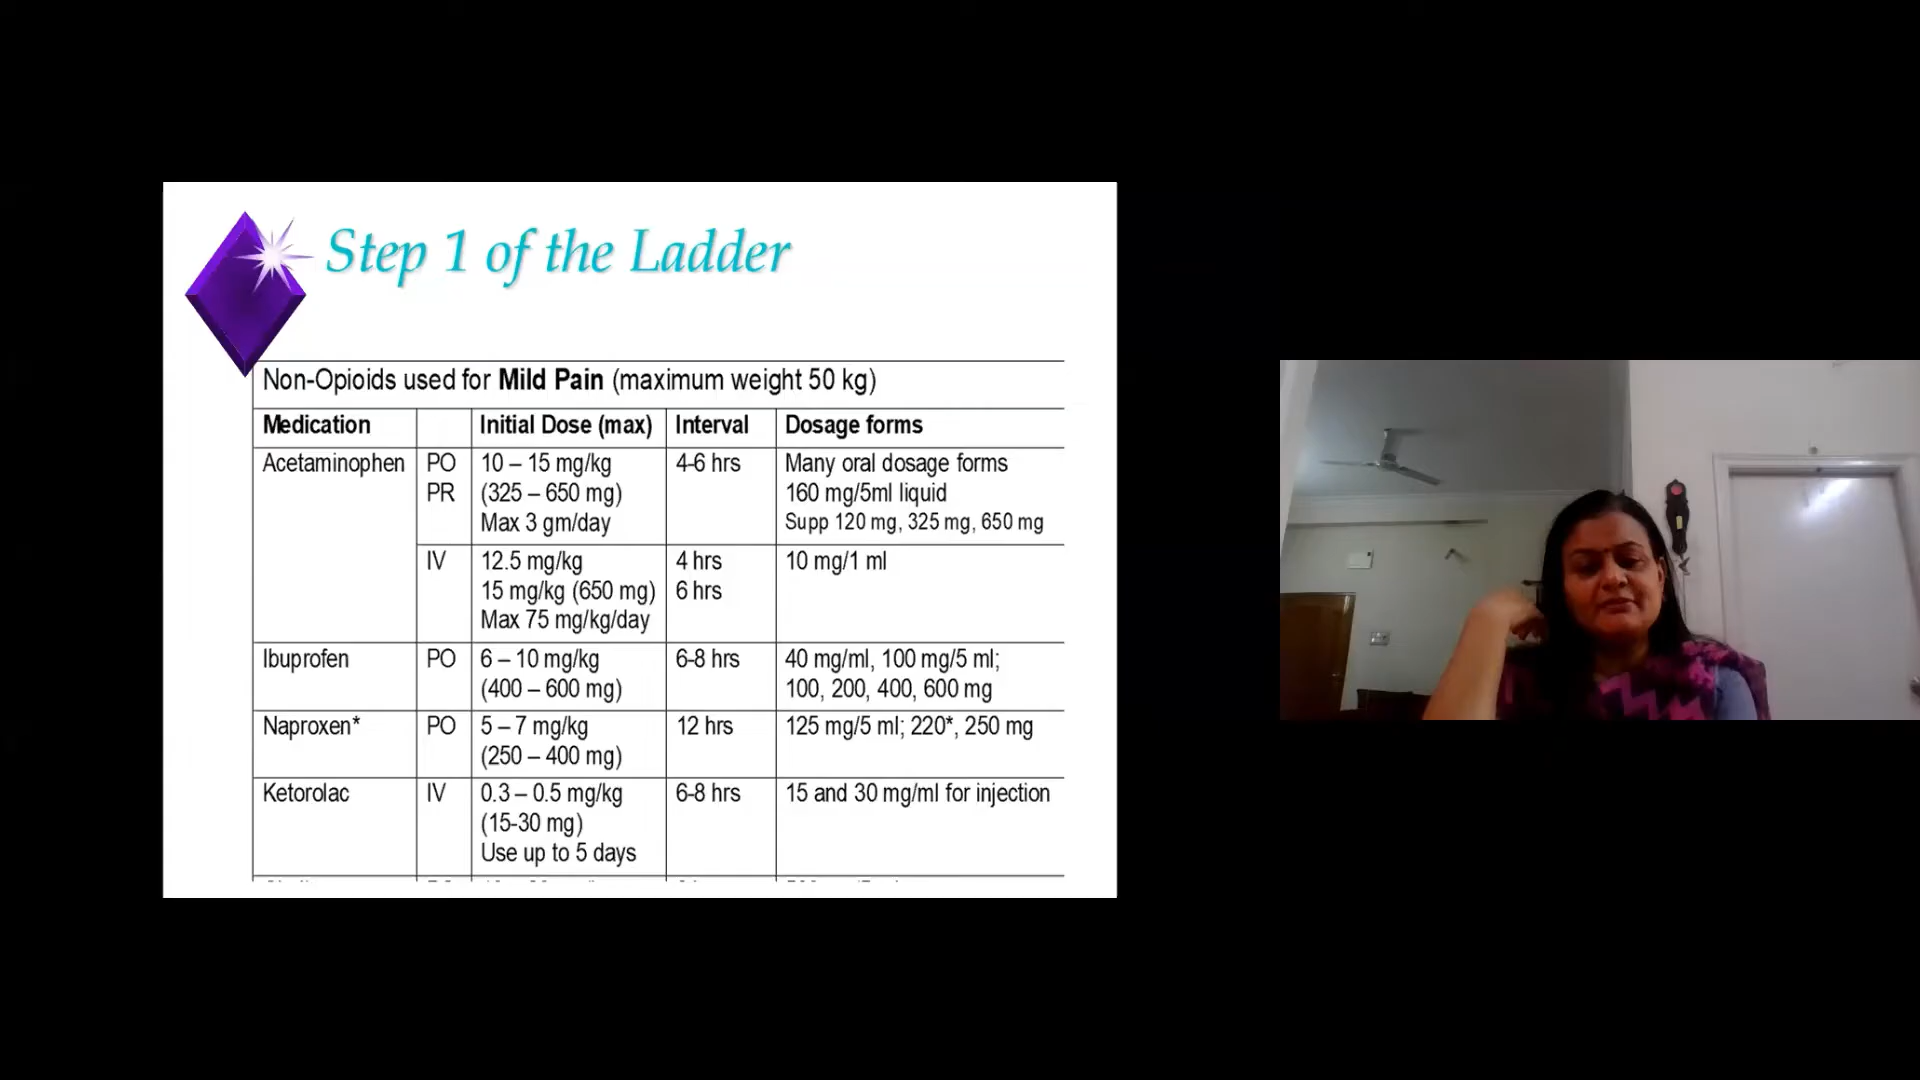 Step 1 of the Ladder
Non-Opioids used for Mild Pain (maximum weight 50 kg)
Medication Initial Dose (max) Interval Dosage forms
Acetaminophen PO 10 – 15 mg/kg 4-6 hrs Many oral dosage forms
PR (325 – 650 mg) 160 mg/5ml liquid
Max 3 gm/day Supp 120 mg, 325 mg, 650 mg
IV 12.5 mg/kg 4 hrs 10 mg/1 ml
15 mg/kg (650 mg) 6 hrs
Max 75 mg/kg/day
Ibuprofen PO 6 – 10 mg/kg 6-8 hrs 40 mg/ml, 100 mg/5 ml;
(400 – 600 mg) 100, 200, 400, 600 mg
Naproxen* PO 5 – 7 mg/kg 12 hrs 125 mg/5 ml; 220*, 250 mg
(250 – 400 mg)
Ketorolac IV 0.3 – 0.5 mg/kg 6-8 hrs 15 and 30 mg/ml for injection
(15-30 mg)
Use up to 5 days